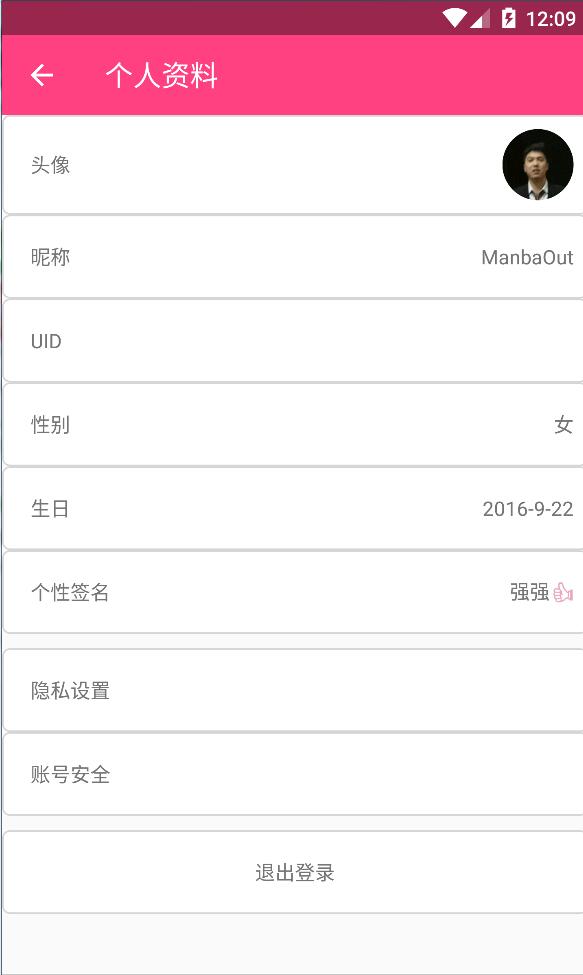 12:09
个人资料
头像
昵称 ManbaOut
UID
性别 女
生日 2016-9-22
个性签名 强强👍
隐私设置
账号安全
退出登录